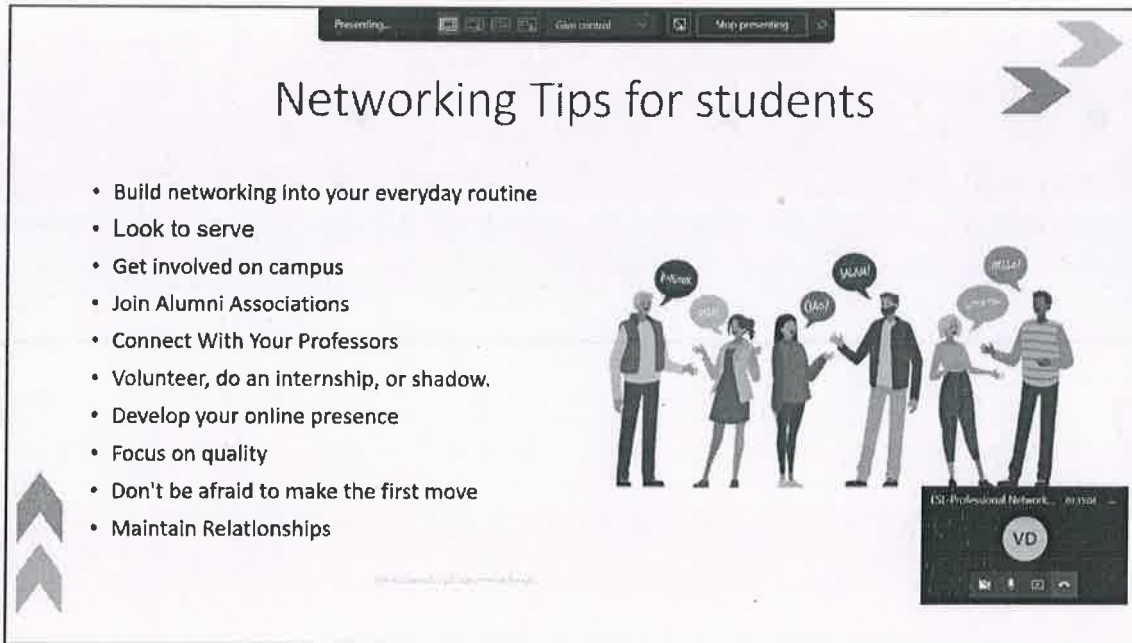 Presenting...
Give control
Stop presenting
Networking Tips for students
• Build networking into your everyday routine
• Look to serve
• Get involved on campus
• Join Alumni Associations
• Connect With Your Professors
• Volunteer, do an internship, or shadow.
• Develop your online presence
• Focus on quality
• Don't be afraid to make the first move
• Maintain Relationships
VD